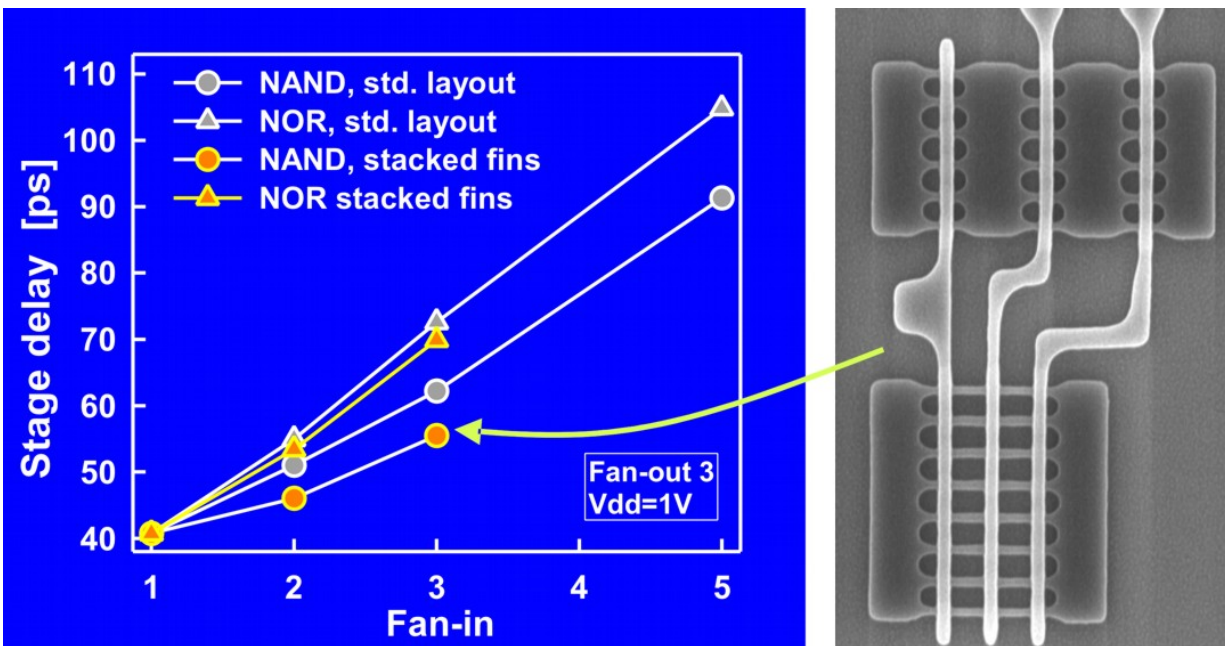 NAND, std. layout
NOR, std. layout
NAND, stacked fins
NOR stacked fins
Stage delay [ps]
110
100
90
80
70
60
50
40
Fan-out 3
Vdd=1V
1 2 3 4 5
Fan-in